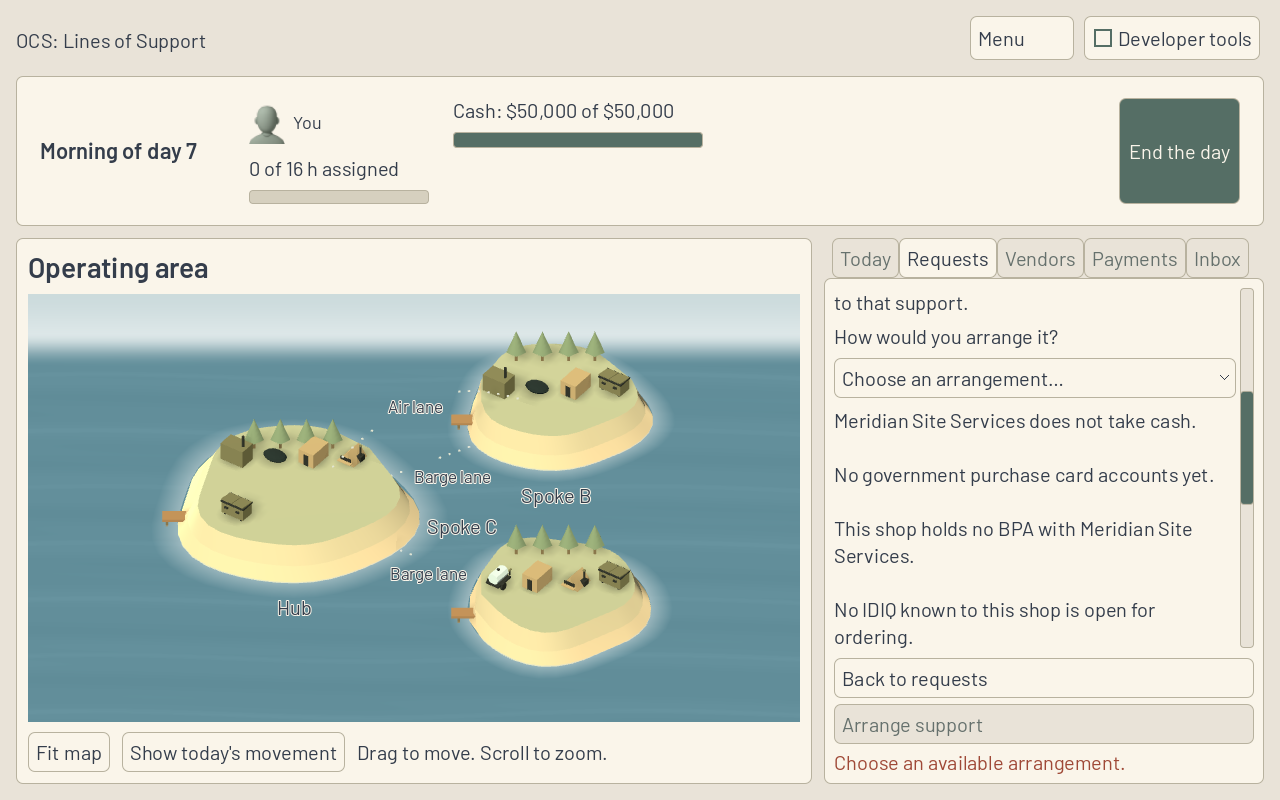 OCS: Lines of Support
Menu
Developer tools
Morning of day 7
You
0 of 16 h assigned
Cash: $50,000 of $50,000
End the day
Operating area
Air lane
Barge lane
Spoke B
Spoke C
Barge lane
Hub
Fit map
Show today's movement
Drag to move. Scroll to zoom.
Today
Requests
Vendors
Payments
Inbox
to that support.
How would you arrange it?
Choose an arrangement...
Meridian Site Services does not take cash.
No government purchase card accounts yet.
This shop holds no BPA with Meridian Site
Services.
No IDIQ known to this shop is open for
ordering.
Back to requests
Arrange support
Choose an available arrangement.